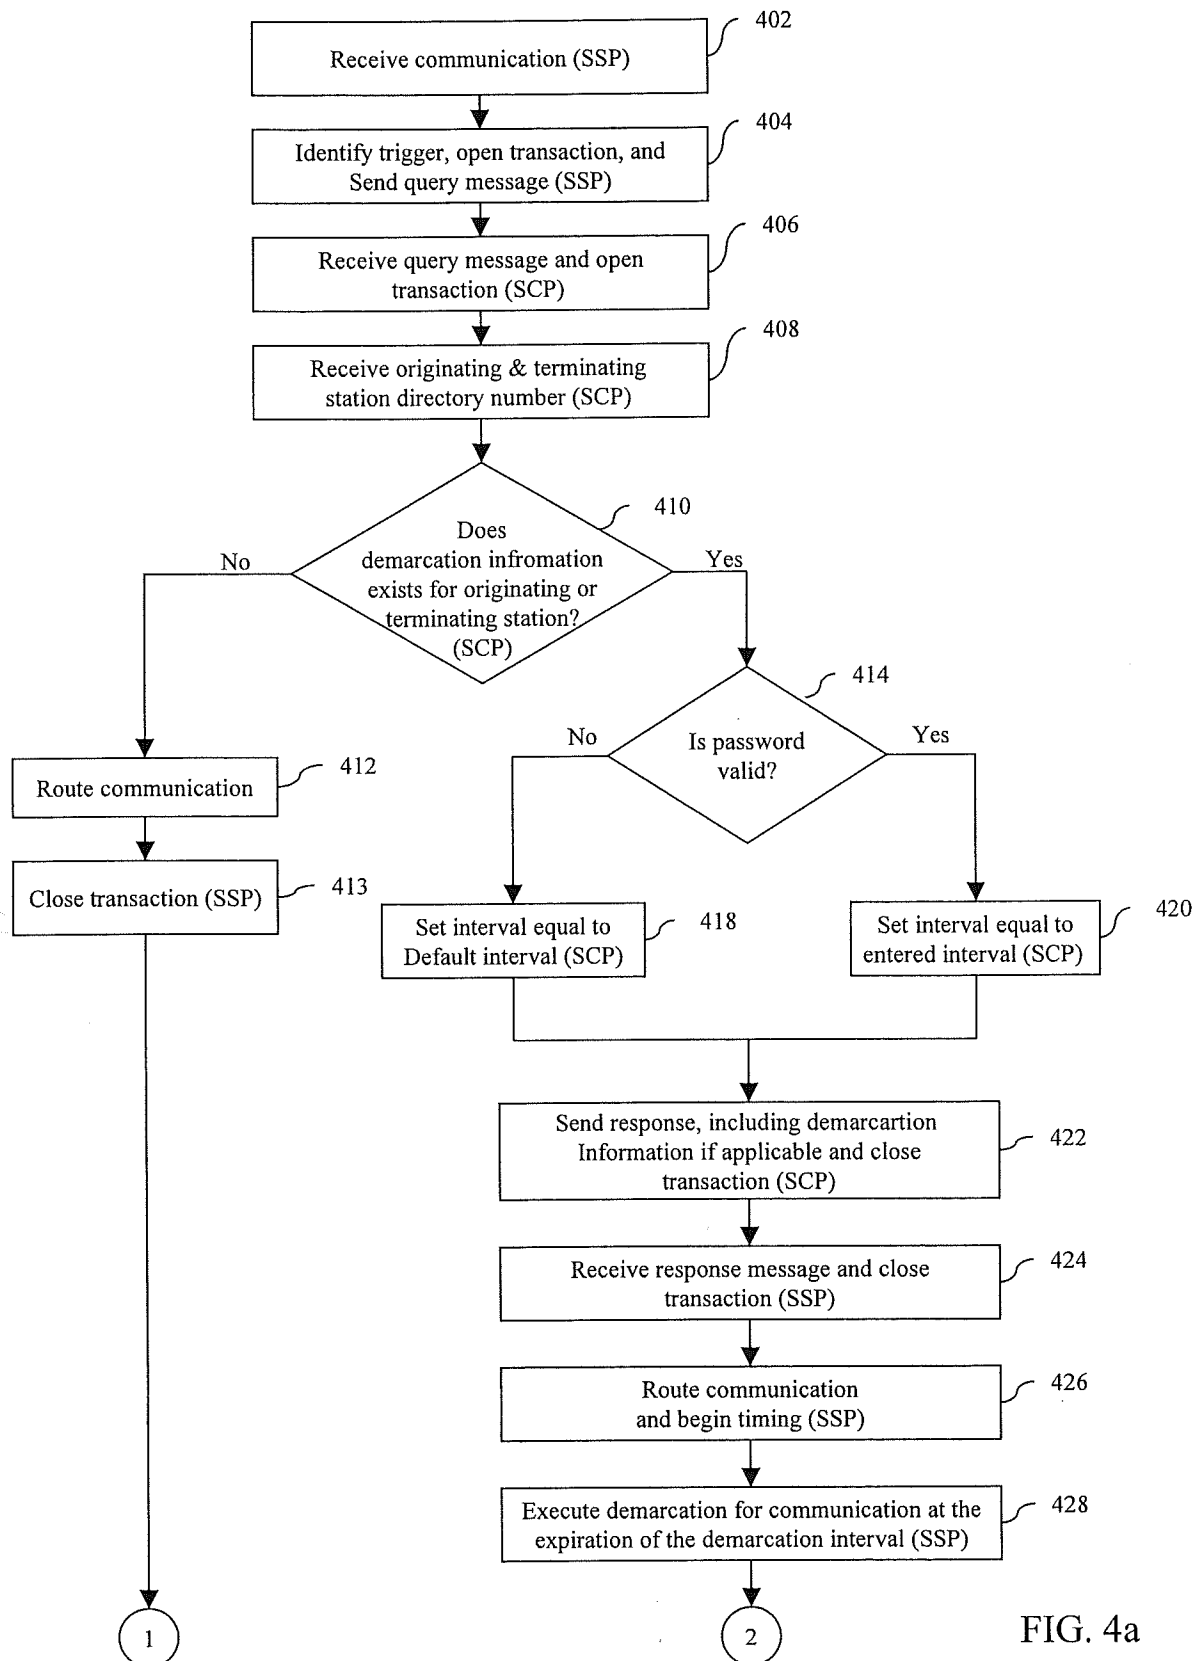 402
Receive communication (SSP)
404
Identify trigger, open transaction, and
Send query message (SSP)
406
Receive query message and open
transaction (SCP)
408
Receive originating & terminating
station directory number (SCP)
410
Does
demarcation infromation
exists for originating or
terminating station?
(SCP)
No
Yes
414
Is password
valid?
No
Yes
412
Route communication
413
Close transaction (SSP)
418
Set interval equal to
Default interval (SCP)
420
Set interval equal to
entered interval (SCP)
422
Send response, including demarcartion
Information if applicable and close
transaction (SCP)
424
Receive response message and close
transaction (SSP)
426
Route communication
and begin timing (SSP)
428
Execute demarcation for communication at the
expiration of the demarcation interval (SSP)
1
2
FIG. 4a